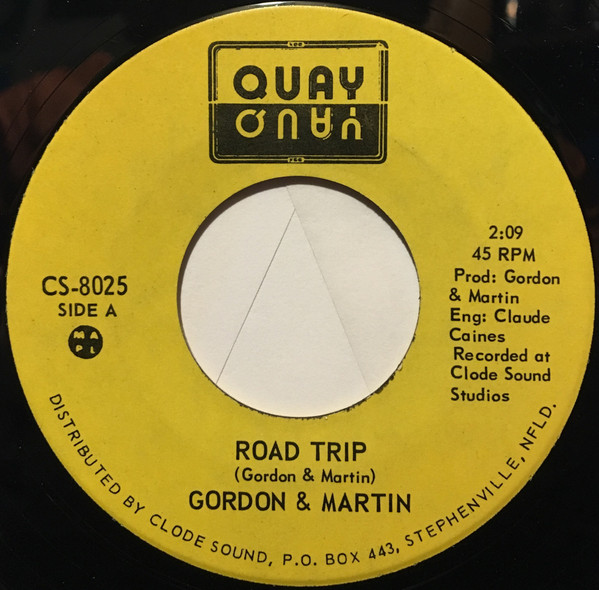 QUAY
QUAY
CS-8025
SIDE A
M A
P L
2:09
45 RPM
Prod: Gordon
& Martin
Eng: Claude
Caines
Recorded at
Clode Sound
Studios
ROAD TRIP
(Gordon & Martin)
GORDON & MARTIN
DISTRIBUTED BY CLODE SOUND, P.O. BOX 443, STEPHENVILLE, NFLD.